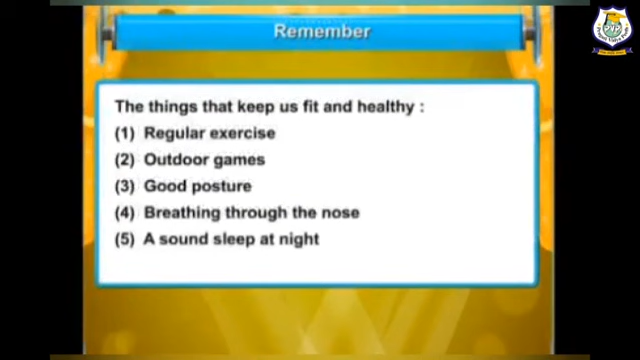 Remember
The things that keep us fit and healthy :
(1) Regular exercise
(2) Outdoor games
(3) Good posture
(4) Breathing through the nose
(5) A sound sleep at night